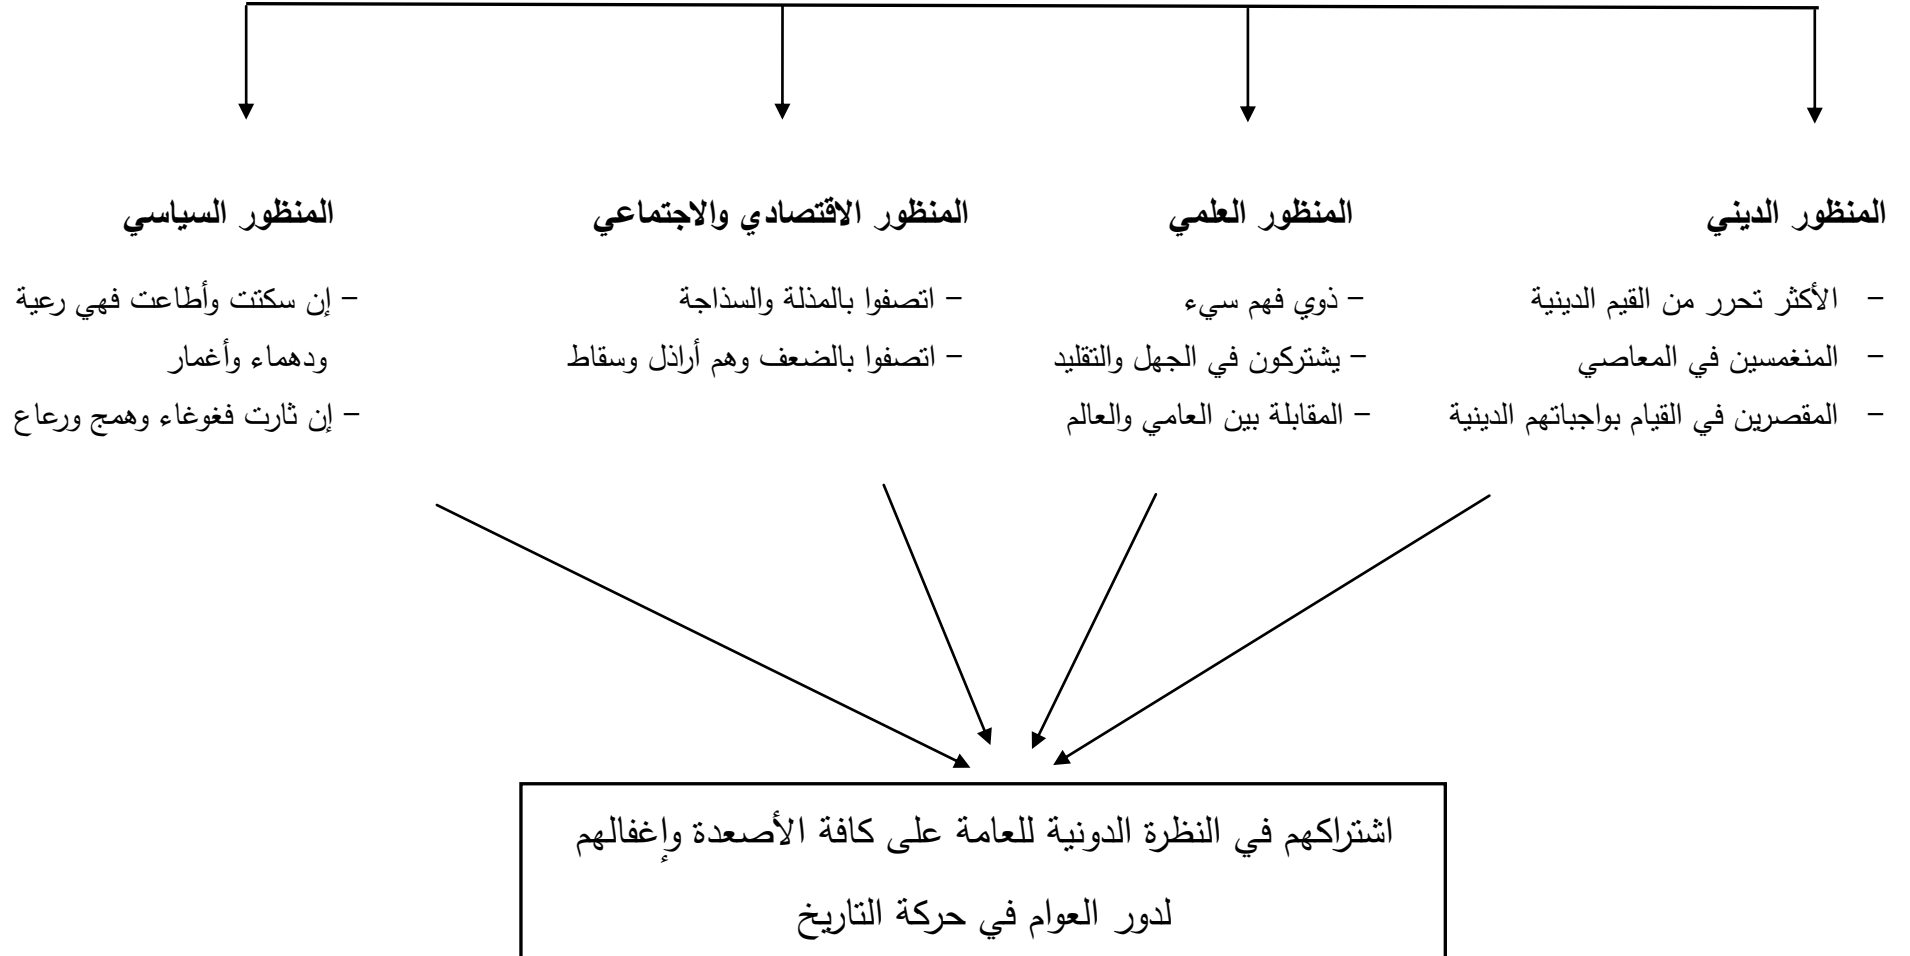 المنظور الديني
- الأكثر تحرر من القيم الدينية
- المنغمسين في المعاصي
- المقصرين في القيام بواجباتهم الدينية
المنظور العلمي
- ذوي فهم سيء
- يشتركون في الجهل والتقليد
- المقابلة بين العامي والعالم
المنظور الاقتصادي والاجتماعي
- اتصفوا بالمذلة والسذاجة
- اتصفوا بالضعف وهم أراذل وسقاط
المنظور السياسي
- إن سكتت وأطاعت فهي رعية
ودهماء وأغمار
- إن ثارت فغوغاء وهمج ورعاع
اشتراكهم في النظرة الدونية للعامة على كافة الأصعدة وإغفالهم
لدور العوام في حركة التاريخ